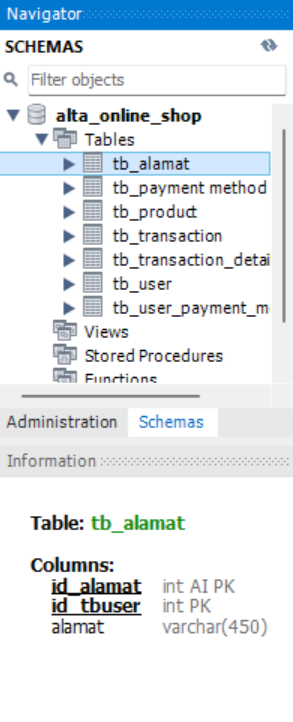 Navigator
SCHEMAS
Filter objects
alta_online_shop
Tables
tb_alamat
tb_payment method
tb_product
tb_transaction
tb_transaction_detai
tb_user
tb_user_payment_m
Views
Stored Procedures
Functions
Administration Schemas
Information
Table: tb_alamat
Columns:
id_alamat int AI PK
id_tbuser int PK
alamat varchar(450)